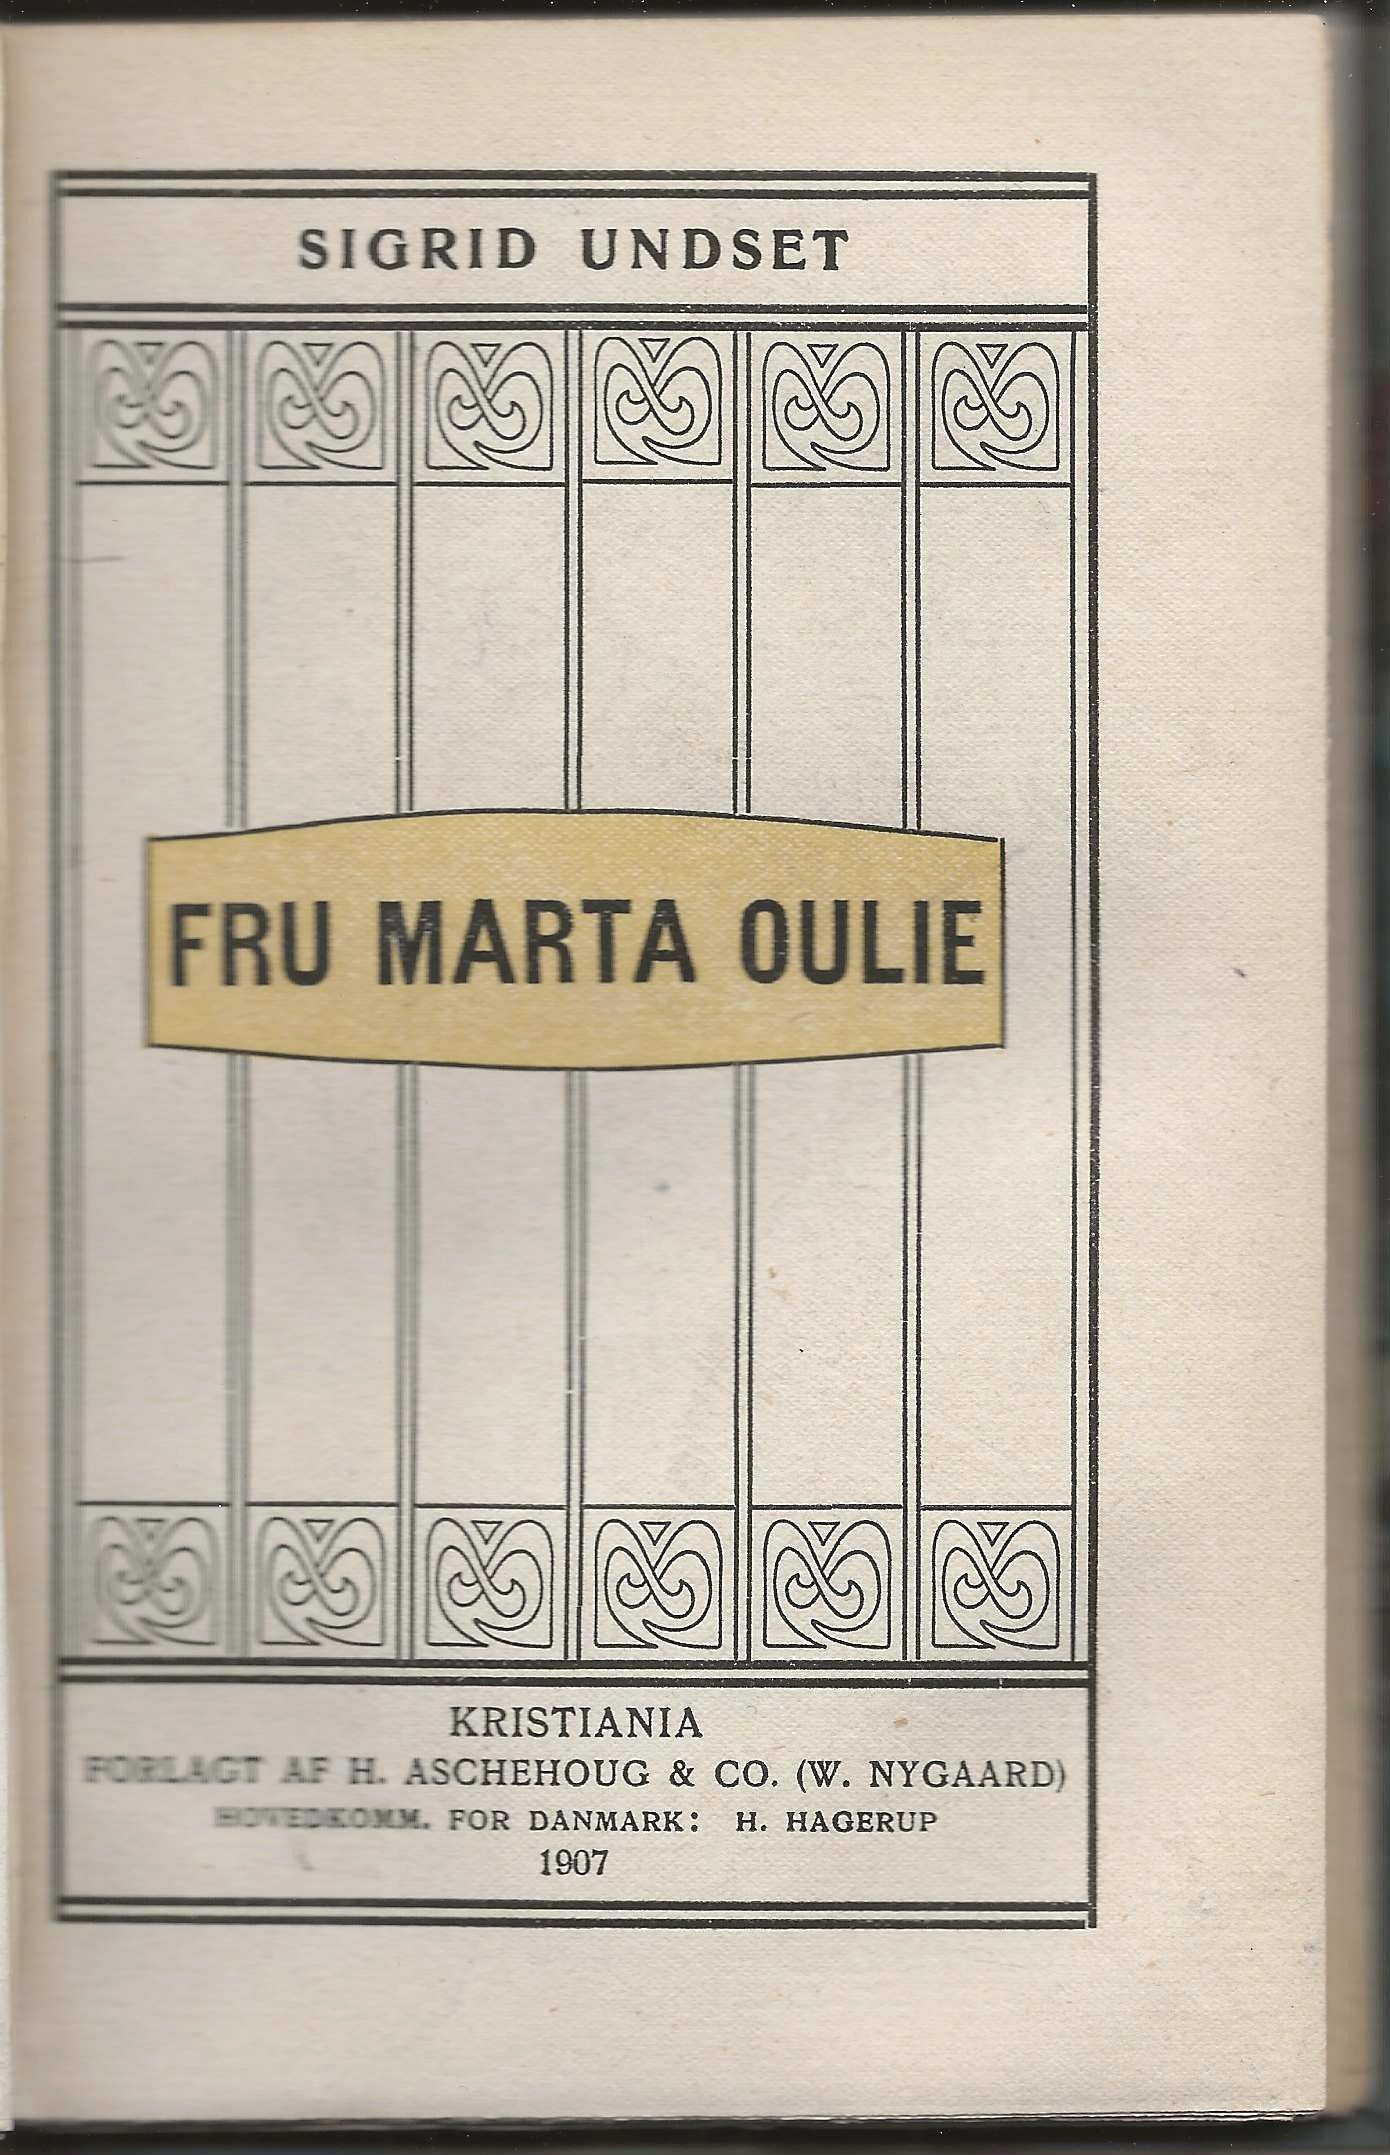 SIGRID UNDSET
FRU MARTA OULIE
KRISTIANIA
FORLAGT AF H. ASCHEHOUG & CO. (W. NYGAARD)
HOVEDKOMM. FOR DANMARK: H. HAGERUP
1907